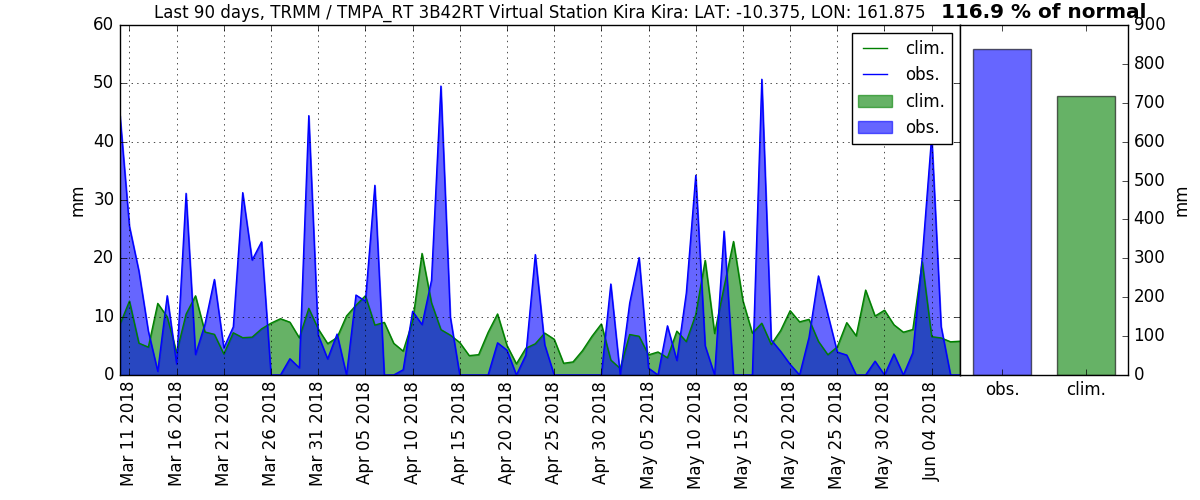 Last 90 days, TRMM / TMPA_RT 3B42RT Virtual Station Kira Kira: LAT: -10.375, LON: 161.875
116.9 % of normal
clim.
obs.
clim.
obs.
mm
60
50
40
30
20
10
0
Mar 11 2018
Mar 16 2018
Mar 21 2018
Mar 26 2018
Mar 31 2018
Apr 05 2018
Apr 10 2018
Apr 15 2018
Apr 20 2018
Apr 25 2018
Apr 30 2018
May 05 2018
May 10 2018
May 15 2018
May 20 2018
May 25 2018
May 30 2018
Jun 04 2018
obs.
clim.
900
800
700
600
500
400
300
200
100
0
mm